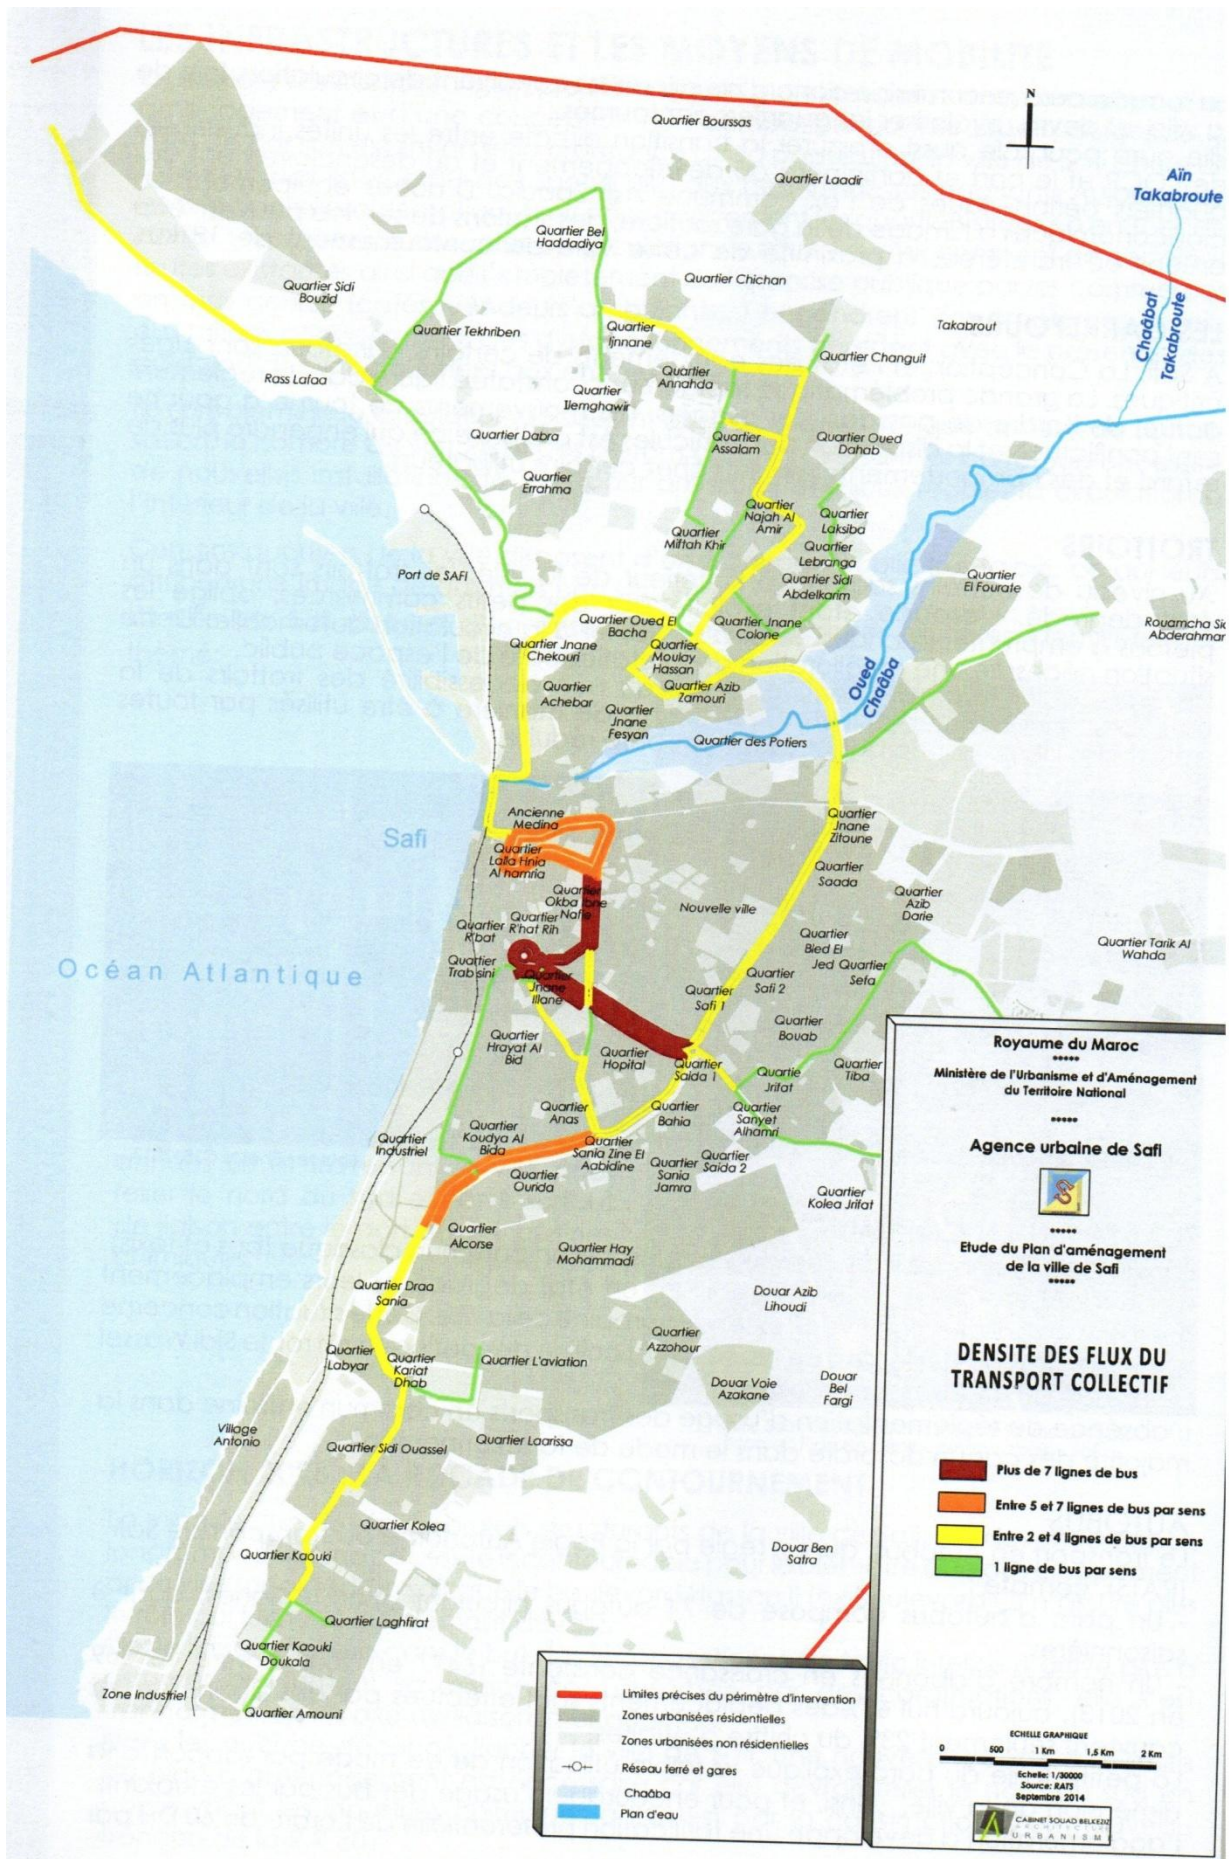 N
Quartier Bourssas
Quartier Laadir
Aïn
Takabroute
Quartier Bel
Haddadiya
Quartier Chichan
Quartier Sidi
Bouzid
Quartier Tekhriben
Quartier
Ijnnane
Takabrout
Chaâbat
Takabroute
Quartier Changuit
Rass Lafaa
Quartier
Annahda
Quartier
Ilemghawir
Quartier Dabra
Quartier
Assalam
Quartier Oued
Dahab
Quartier
Errahma
Quartier
Najah Al
Amir
Quartier
Laksiba
Quartier
Miftah Khir
Quartier
Lebranga
Port de SAFI
Quartier Sidi
Abdelkarim
Quartier
El Fourate
Quartier Oued El
Bacha
Quartier Jnane
Colone
Rouamcha Si
Abderahmar
Quartier Jnane
Chekouri
Quartier
Moulay
Hassan
Oued
Chaâba
Quartier
Achebar
Quartier Azib
Zamouri
Quartier
Jnane
Fesyan
Quartier des Potiers
Ancienne
Medina
Quartier
Jnane
Zitoune
Safi
Quartier
Lalla Hnia
Al hamria
Quartier
Saada
Quartier
Okba Ibne
Nafie
Quartier
Azib
Darie
Nouvelle ville
Quartier
R'bat
Quartier
R'hat Rih
Quartier
Bled El
Jed
Quartier Tarik Al
Wahda
Océan Atlantique
Quartier
Trabsini
Quartier
Jnane
Illane
Quartier
Safi 2
Quartier
Sefa
Quartier
Safi 1
Quartier
Bouab
Quartier
Hrayat Al
Bid
Quartier
Hopital
Quartier
Saida 1
Quartie
Jrifat
Quartier
Tiba
Quartier
Anas
Quartier
Bahia
Quartier
Sanyet
Alhamri
Quartier
Industriel
Quartier
Koudya Al
Bida
Quartier
Sania Zine El
Aabidine
Quartier
Sania
Jamra
Quartier
Saida 2
Quartier
Ourida
Quartier
Kolea Jrifat
Quartier
Alcorse
Quartier Hay
Mohammadi
Quartier Draa
Sania
Douar Azib
Lihoudi
Quartier
Azzohour
Quartier
Labyar
Quartier
Kariat
Dhab
Quartier L'aviation
Douar Voie
Azakane
Douar
Bel
Fargi
Village
Antonio
Quartier Sidi Ouassel
Quartier Laarissa
Quartier Kolea
Douar Ben
Satra
Quartier Kaouki
Quartier Laghfirat
Quartier Kaouki
Doukala
Zone Industriel
Quartier Amouni
Royaume du Maroc
*****
Ministère de l'Urbanisme et d'Aménagement
du Territoire National
*****
Agence urbaine de Safi
*****
Etude du Plan d'aménagement
de la ville de Safi
*****
DENSITE DES FLUX DU
TRANSPORT COLLECTIF
Plus de 7 lignes de bus
Entre 5 et 7 lignes de bus par sens
Entre 2 et 4 lignes de bus par sens
1 ligne de bus par sens
ECHELLE GRAPHIQUE
0 500 1 Km 1,5 Km 2 Km
Echelle: 1/30000
Source: RATS
Septembre 2014
CABINET SOUAD BELKEZIZ
ARCHITECTURE
URBANISM
Limites précises du périmètre d'intervention
Zones urbanisées résidentielles
Zones urbanisées non résidentielles
Réseau ferré et gares
Chaâba
Plan d'eau